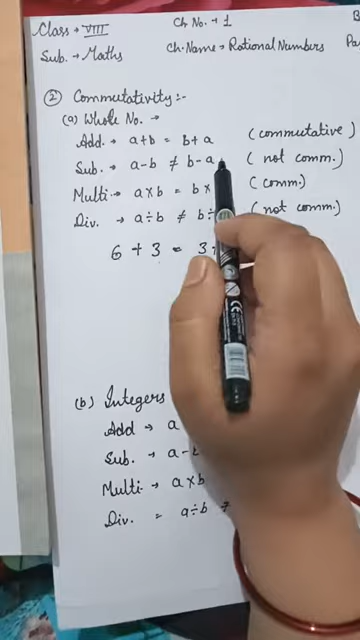 Class → VIII
Ch No. → 1
Sub. → Maths
Ch. Name → Rational Numbers
② Commutativity :-
(a) Whole No. →
Add. → a + b = b + a (commutative)
Sub. → a - b ≠ b - a (not comm.)
Multi → a × b = b × (comm.)
Div. → a ÷ b ≠ b ÷ (not comm.)
6 + 3 = 3
(b) Integers
Add → a
Sub. → a -
Multi → a × b
Div. = a ÷ b